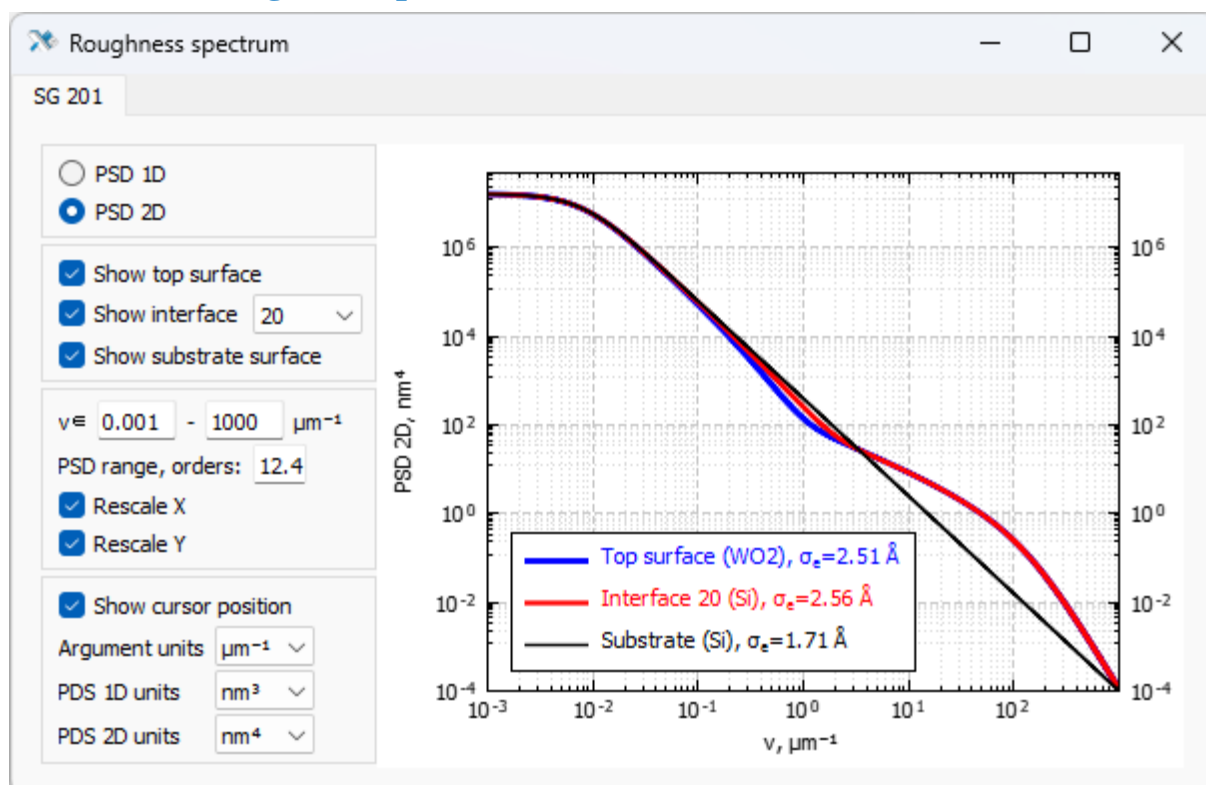 Roughness spectrum
SG 201
PSD 1D
PSD 2D
Show top surface
Show interface 20
Show substrate surface
ν∈ 0.001 - 1000 µm⁻¹
PSD range, orders: 12.4
Rescale X
Rescale Y
Show cursor position
Argument units µm⁻¹
PDS 1D units nm³
PDS 2D units nm⁴
PSD 2D, nm⁴
10⁶ 10⁶
10⁴ 10⁴
10² 10²
10⁰ 10⁰
10⁻² 10⁻²
10⁻⁴ 10⁻⁴
Top surface (WO2), σₑ=2.51 Å
Interface 20 (Si), σₑ=2.56 Å
Substrate (Si), σₑ=1.71 Å
10⁻³ 10⁻² 10⁻¹ 10⁰ 10¹ 10²
ν, µm⁻¹